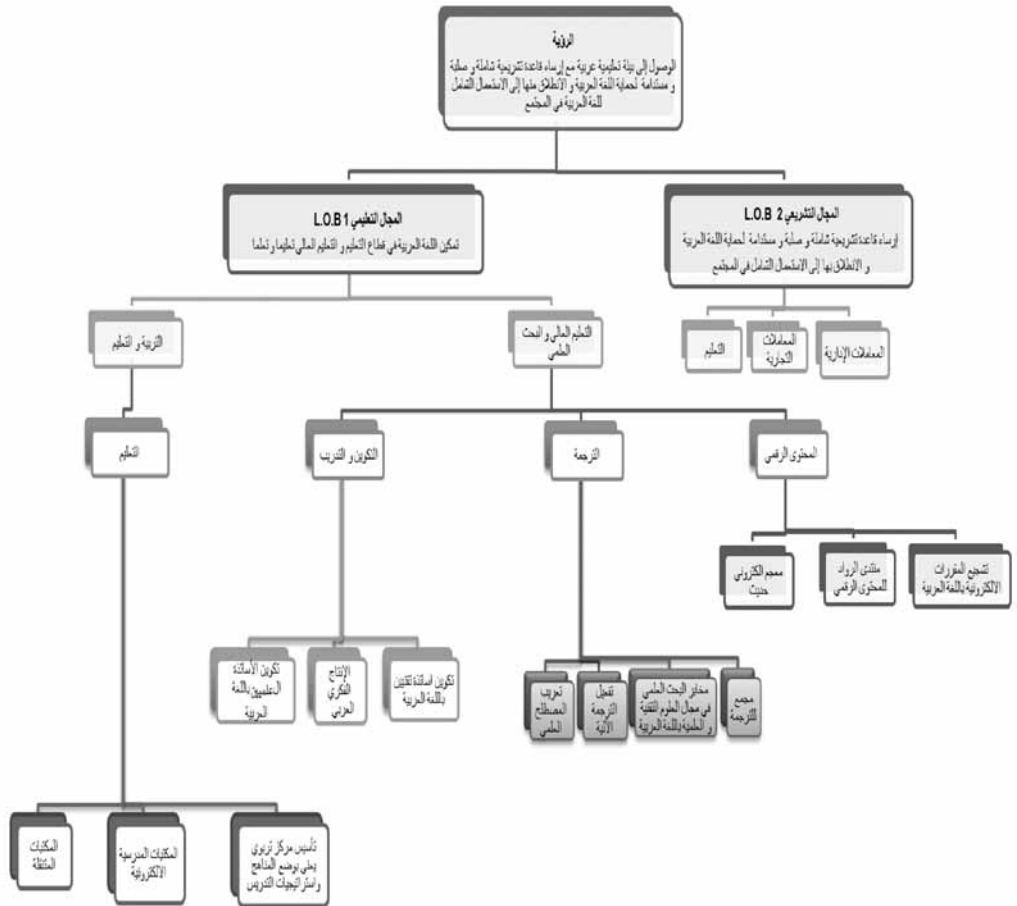 الرؤية
الوصول إلى بيئة تعليمية عربية مع إرساء قاعدة تشريعية شاملة و صلبة
و مستدامة لحماية اللغة العربية و الانطلاق منها إلى الاستعمال الشامل
للغة العربية في المجتمع
المجال التشريعي L.O.B 2
إرساء قاعدة تشريعية شاملة و صلبة و مستدامة لحماية اللغة العربية
و الانطلاق بها إلى الاستعمال الشامل في المجتمع
المجال التعليمي L.O.B 1
تمكين اللغة العربية في قطاع التعليم و التعليم العالي تعليما و تعلما
المعاملات الإدارية
المعاملات
التجارية
التعليم
التعليم العالي و البحث
العلمي
التربية و التعليم
المحتوى الرقمي
الترجمة
التكوين و التدريب
التعليم
تشجيع المقررات
الالكترونية باللغة العربية
منتدى الرواد
للمحتوى الرقمي
معجم الكتروني
حديث
مجمع
للترجمة
مخابر البحث العلمي
في مجال العلوم التقنية
و العلمية باللغة العربية
تفعيل
الترجمة
الآلية
تعريب
المصطلح
العلمي
تكوين اساتذة تقنيين
باللغة العربية
الإنتاج
الفكري
العربي
تكوين الأساتذة
العلميين باللغة
العربية
تأسيس مركز تربوي
يعنى بوضع المناهج
واستراتيجيات التدريس
المكتبات المدرسية
الالكترونية
المكتبات
المتنقلة